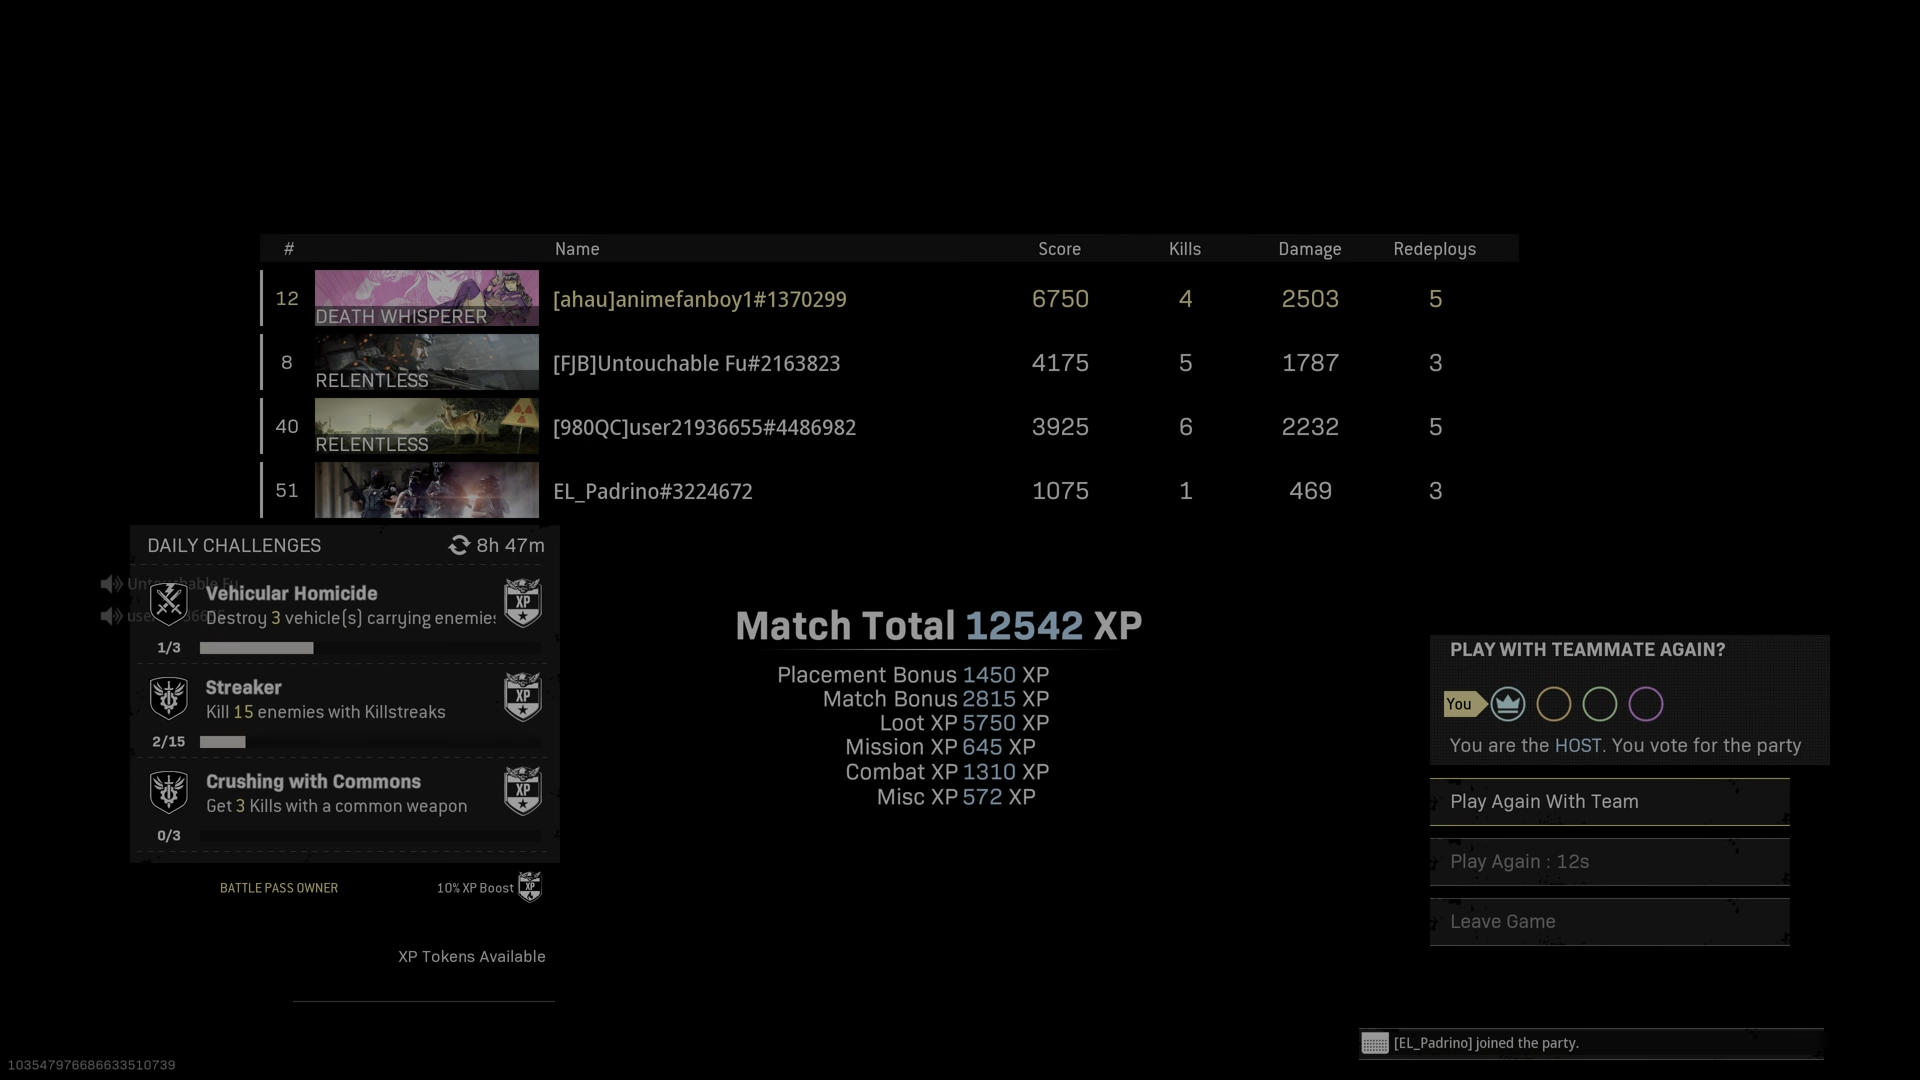 # Name Score Kills Damage Redeploys
12 DEATH WHISPERER [ahau]animefanboy1#1370299 6750 4 2503 5
8 RELENTLESS [FJB]Untouchable Fu#2163823 4175 5 1787 3
40 RELENTLESS [980QC]user21936655#4486982 3925 6 2232 5
51 EL_Padrino#3224672 1075 1 469 3
DAILY CHALLENGES 8h 47m
Untouchable Fu
Vehicular Homicide
XP
Destroy 3 vehicle(s) carrying enemies
1/3
Streaker
XP
Kill 15 enemies with Killstreaks
2/15
Crushing with Commons
XP
Get 3 Kills with a common weapon
0/3
BATTLE PASS OWNER 10% XP Boost XP
XP Tokens Available
Match Total 12542 XP
Placement Bonus 1450 XP
Match Bonus 2815 XP
Loot XP 5750 XP
Mission XP 645 XP
Combat XP 1310 XP
Misc XP 572 XP
PLAY WITH TEAMMATE AGAIN?
You
You are the HOST. You vote for the party
Play Again With Team
Play Again : 12s
Leave Game
[EL_Padrino] joined the party.
103547976686633510739